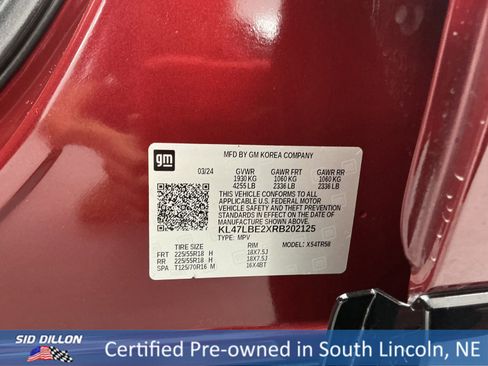 gm
MFD BY GM KOREA COMPANY
03/24 GVWR GAWR FRT GAWR RR
1930 KG 1060 KG 1060 KG
4255 LB 2336 LB 2336 LB
THIS VEHICLE CONFORMS TO ALL
APPLICABLE U.S. FEDERAL MOTOR
VEHICLE SAFETY AND THEFT PREVENTION
STANDARDS IN EFFECT ON THE DATE OF
MANUFACTURE SHOWN ABOVE.
KL47LBE2XRB202125
TYPE: MPV
TIRE SIZE RIM MODEL: X54TR58
FRT 225/55R18 H 18X7.5J
RR 225/55R18 H 18X7.5J
SPA T125/70R16 M 16X4BT
SID DILLON
Certified Pre-owned in South Lincoln, NE